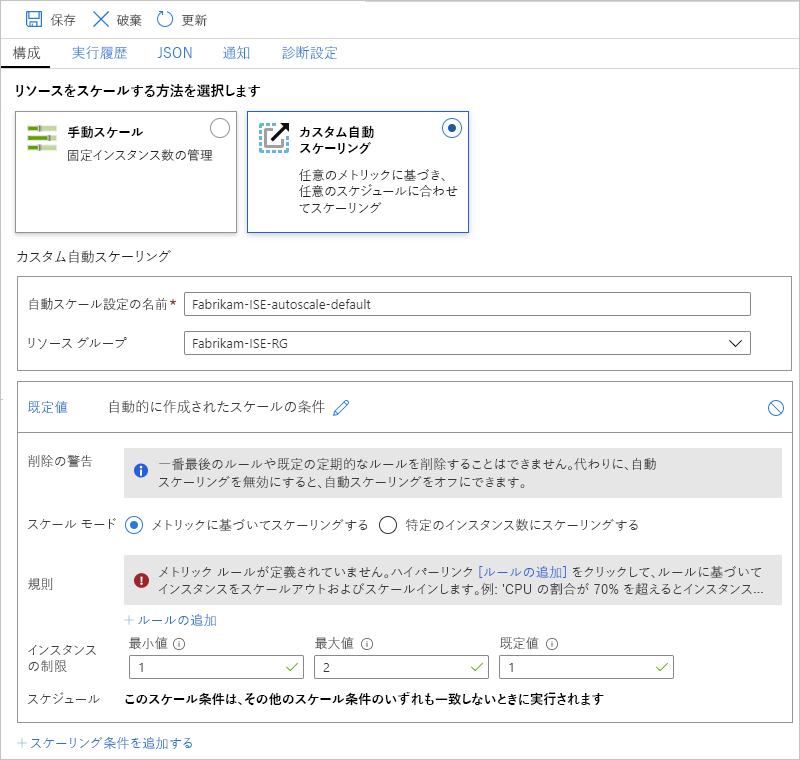 保存 破棄 更新
構成 実行履歴 JSON 通知 診断設定
リソースをスケールする方法を選択します
手動スケール
固定インスタンス数の管理
カスタム自動
スケーリング
任意のメトリックに基づき、
任意のスケジュールに合わせ
てスケーリング
カスタム自動スケーリング
自動スケール設定の名前* Fabrikam-ISE-autoscale-default
リソース グループ Fabrikam-ISE-RG
既定値 自動的に作成されたスケールの条件
削除の警告
一番最後のルールや既定の定期的なルールを削除することはできません。代わりに、自動
スケーリングを無効にすると、自動スケーリングをオフにできます。
スケール モード メトリックに基づいてスケーリングする 特定のインスタンス数にスケーリングする
規則
メトリック ルールが定義されていません。ハイパーリンク [ルールの追加] をクリックして、ルールに基づいて
インスタンスをスケールアウトおよびスケールインします。例: 'CPU の割合が 70% を超えるとインスタンス...
+ ルールの追加
インスタンス
の制限
最小値 最大値 既定値
1 2 1
スケジュール このスケール条件は、その他のスケール条件のいずれも一致しないときに実行されます
+ スケーリング条件を追加する